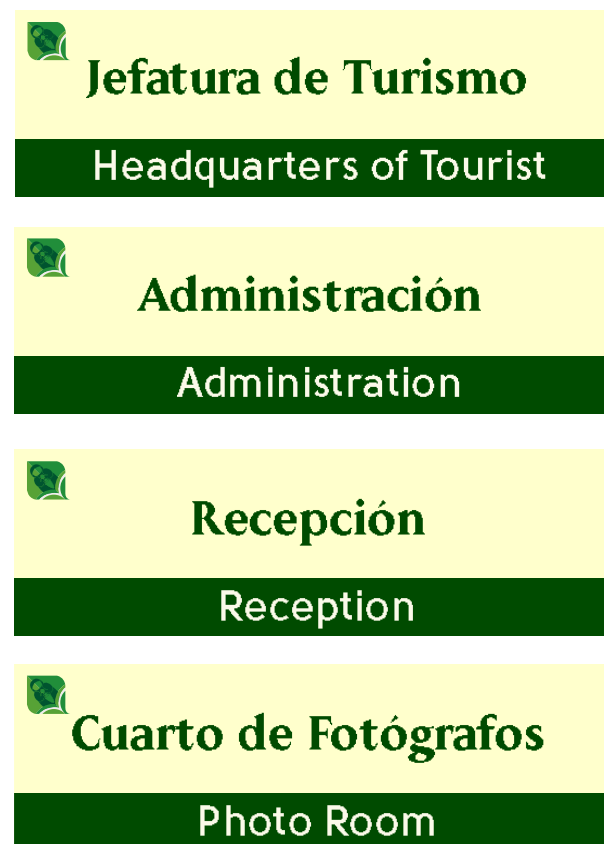 Jefatura de Turismo
Headquarters of Tourist
Administración
Administration
Recepción
Reception
Cuarto de Fotógrafos
Photo Room